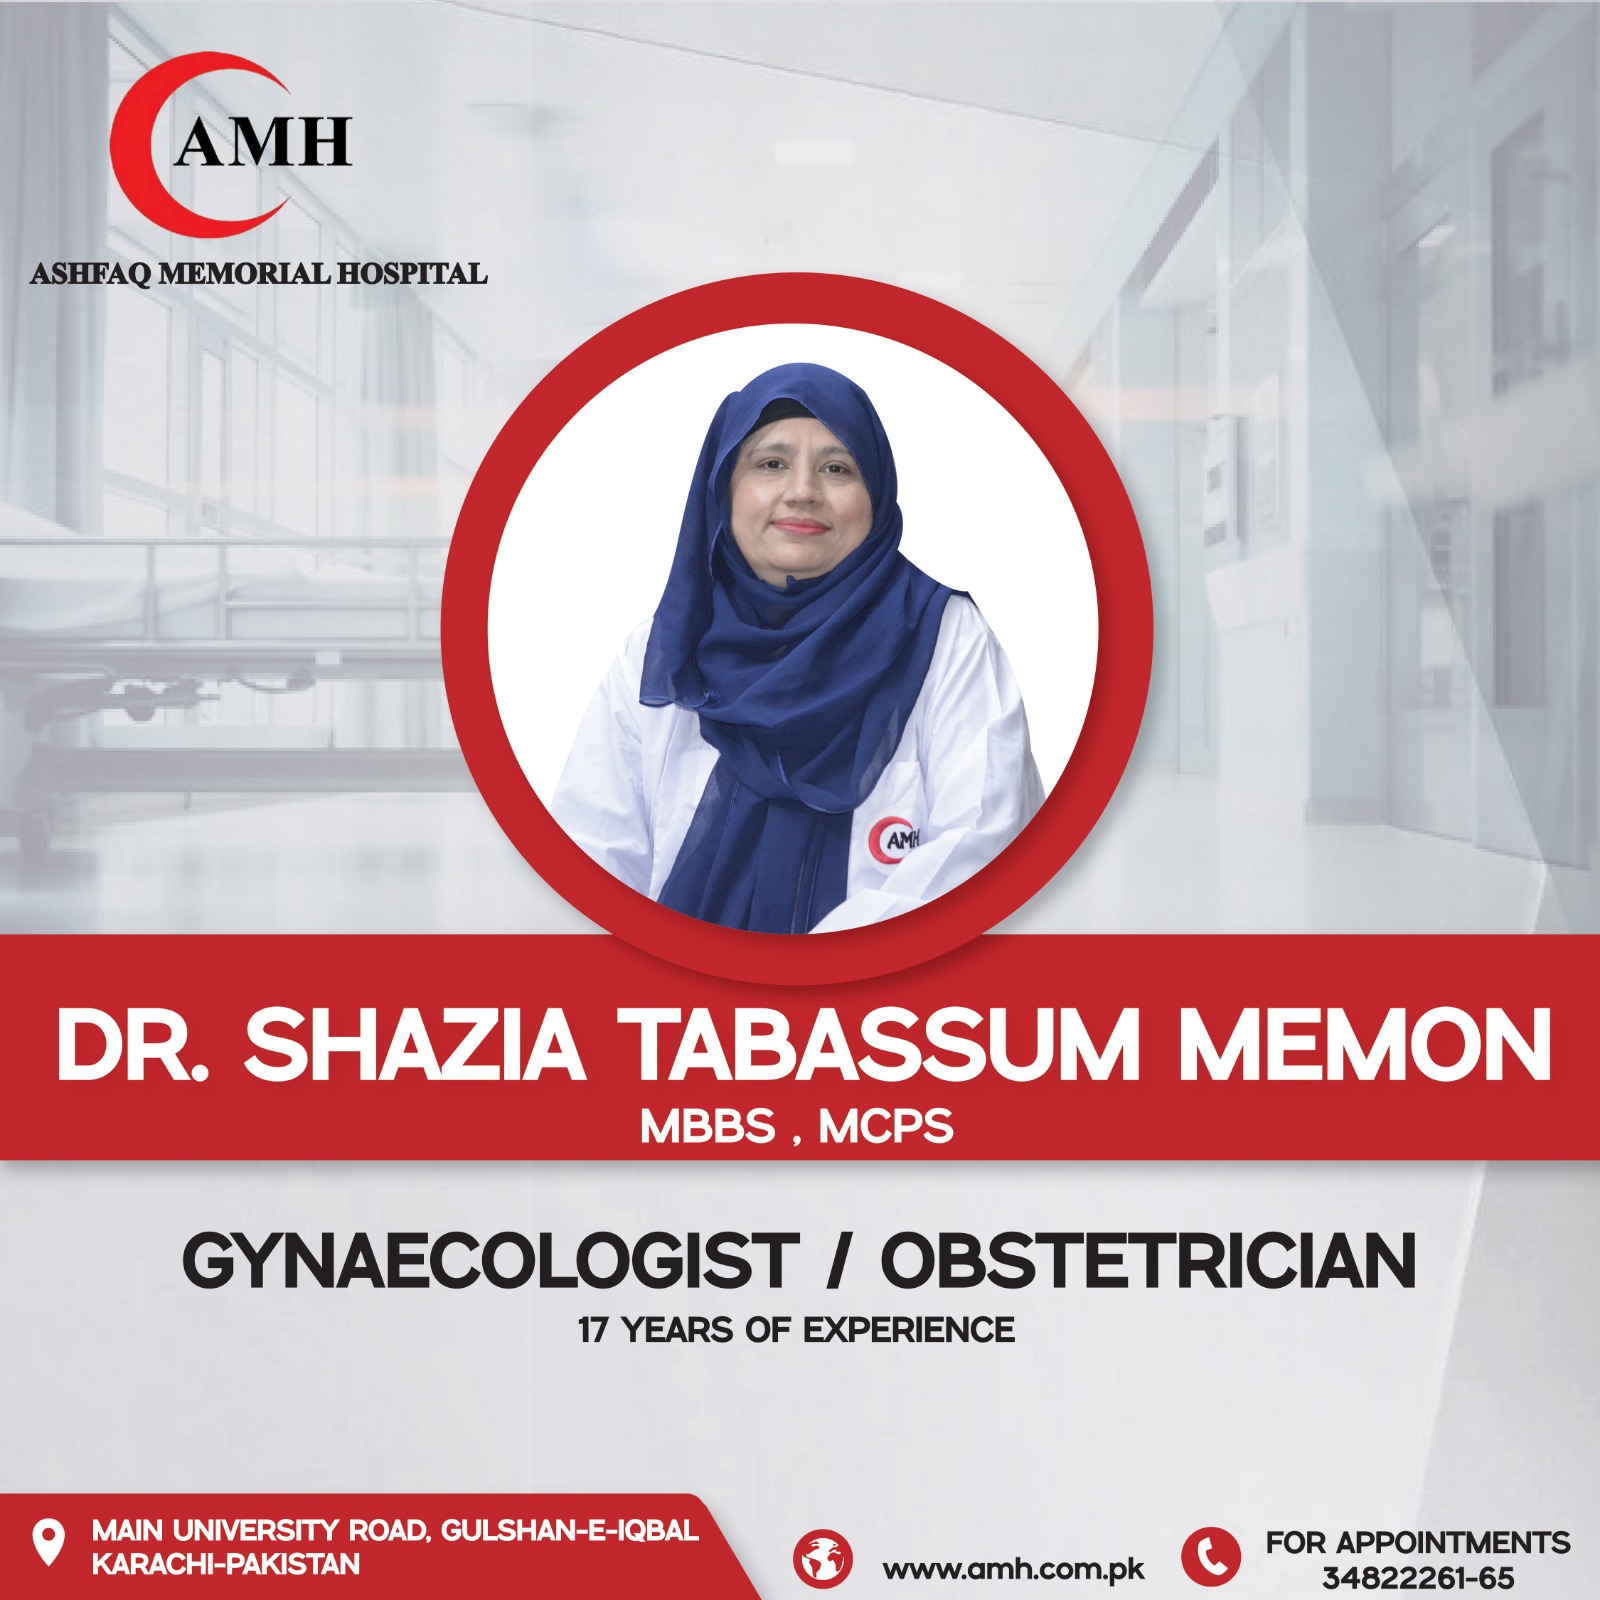 AMH
ASHFAQ MEMORIAL HOSPITAL
AMH
DR. SHAZIA TABASSUM MEMON
MBBS , MCPS
GYNAECOLOGIST / OBSTETRICIAN
17 YEARS OF EXPERIENCE
MAIN UNIVERSITY ROAD, GULSHAN-E-IQBAL
KARACHI-PAKISTAN
www.amh.com.pk
FOR APPOINTMENTS
34822261-65